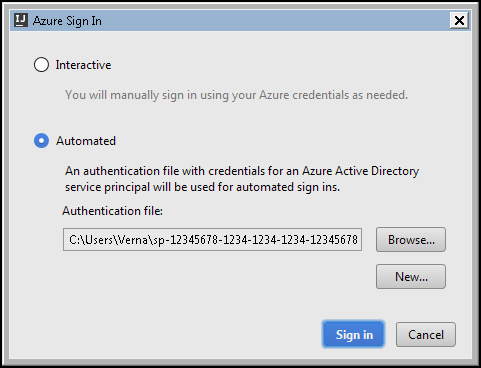 IJ Azure Sign In
Interactive
You will manually sign in using your Azure credentials as needed.
Automated
An authentication file with credentials for an Azure Active Directory
service principal will be used for automated sign ins.
Authentication file:
C:\Users\Verna\sp-12345678-1234-1234-1234-12345678 Browse...
New...
Sign in Cancel